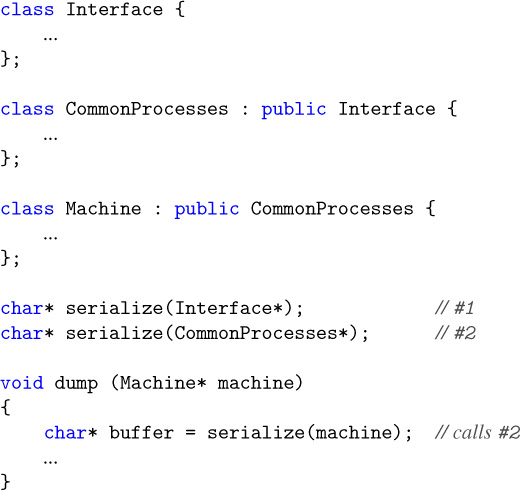 class Interface {
...
};
class CommonProcesses : public Interface {
...
};
class Machine : public CommonProcesses {
...
};
char* serialize(Interface*); // #1
char* serialize(CommonProcesses*); // #2
void dump (Machine* machine)
{
char* buffer = serialize(machine); // calls #2
...
}